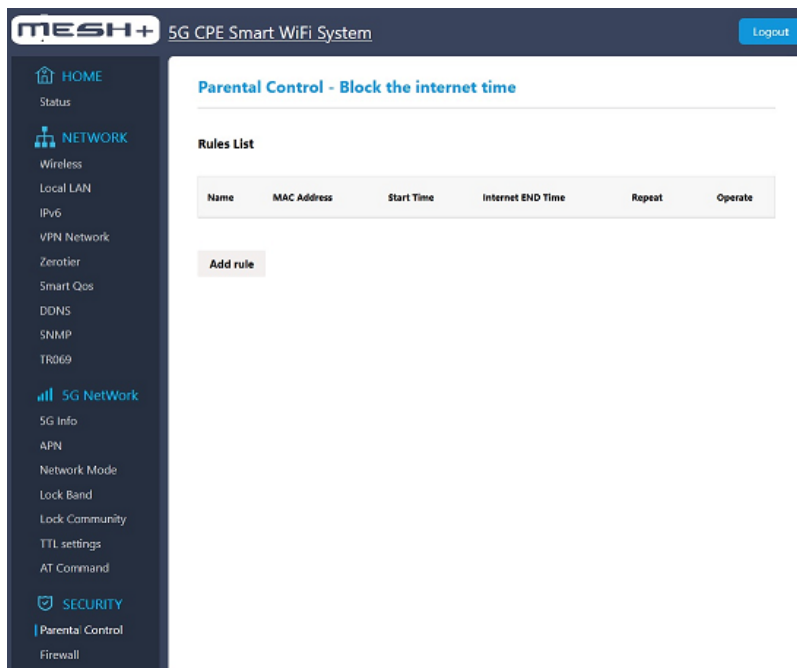 MESH+ 5G CPE Smart WiFi System
Logout
HOME
Status
NETWORK
Wireless
Local LAN
IPv6
VPN Network
Zerotier
Smart Qos
DDNS
SNMP
TR069
5G NetWork
5G Info
APN
Network Mode
Lock Band
Lock Community
TTL settings
AT Command
SECURITY
Parental Control
Firewall
Parental Control - Block the internet time
Rules List
Name MAC Address Start Time Internet END Time Repeat Operate
Add rule